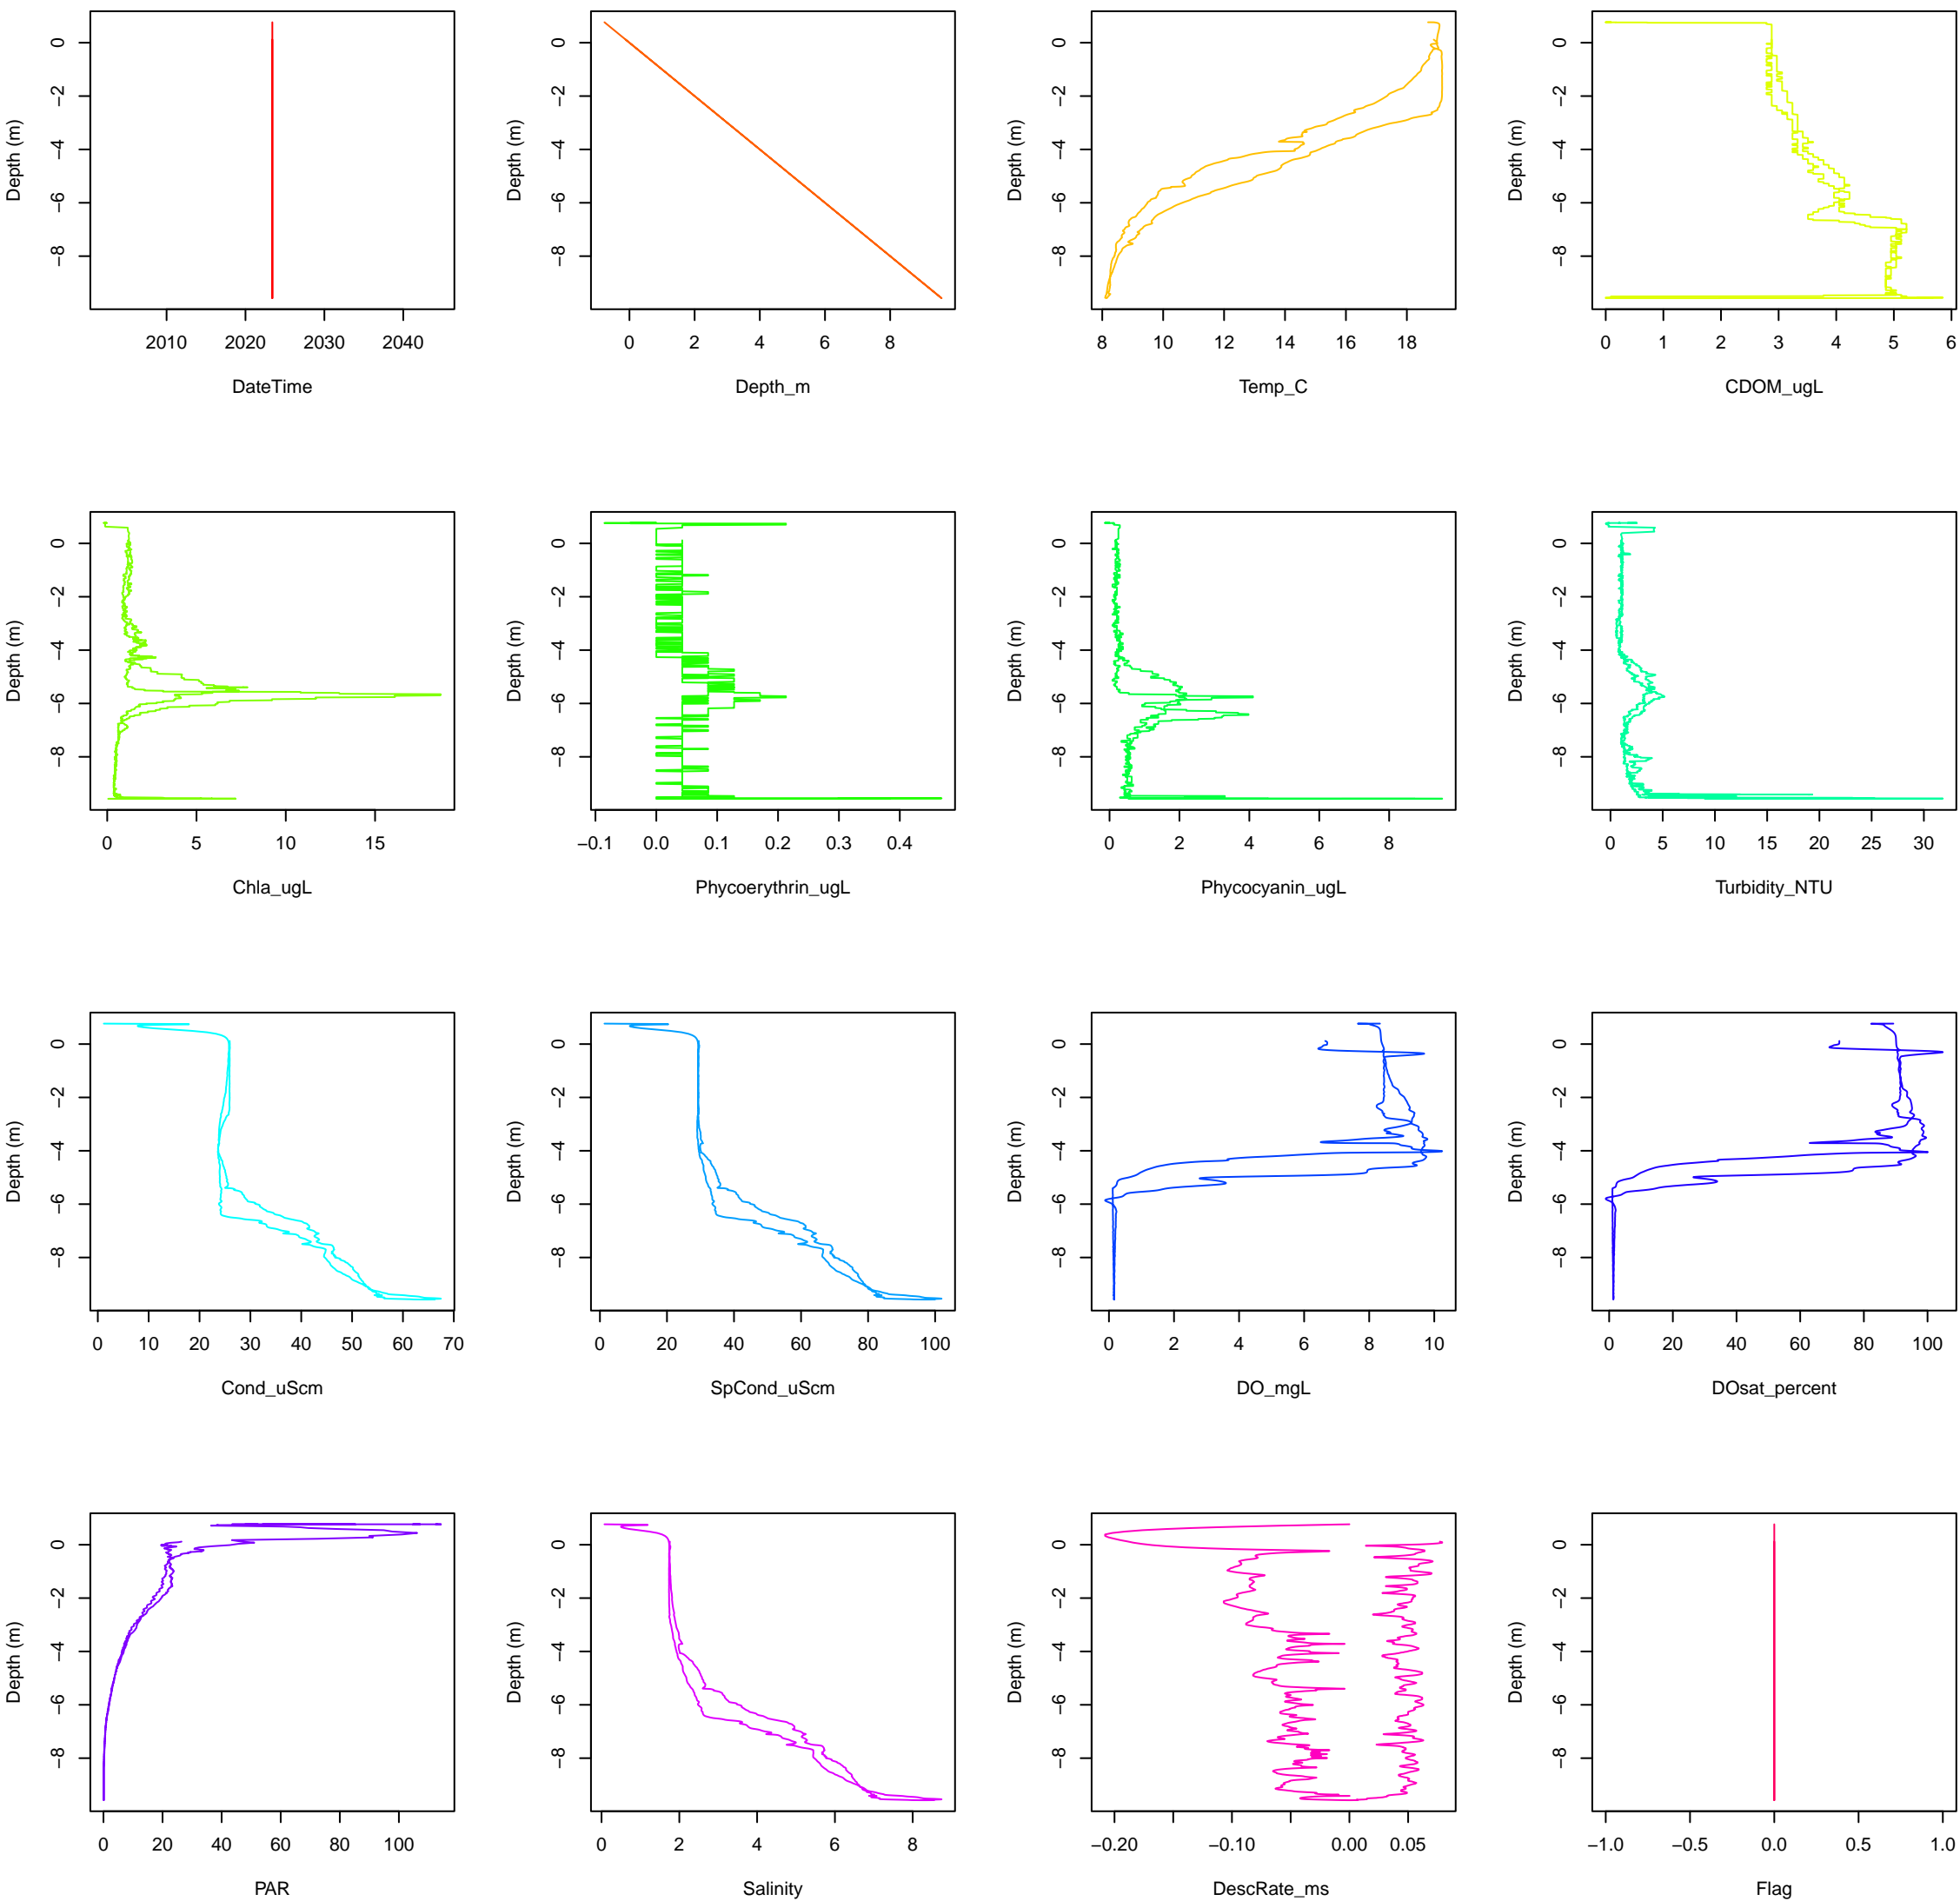 0 0 0 0
−2 −2 −2 −2
Depth (m) Depth (m) Depth (m) Depth (m)
−4 −4 −4 −4
−6 −6 −6 −6
−8 −8 −8 −8
2010 2020 2030 2040 0 2 4 6 8 8 10 12 14 16 18 0 1 2 3 4 5 6
DateTime Depth_m Temp_C CDOM_ugL
0 0 0 0
−2 −2 −2 −2
Depth (m) Depth (m) Depth (m) Depth (m)
−4 −4 −4 −4
−6 −6 −6 −6
−8 −8 −8 −8
0 5 10 15 −0.1 0.0 0.1 0.2 0.3 0.4 0 2 4 6 8 0 5 10 15 20 25 30
Chla_ugL Phycoerythrin_ugL Phycocyanin_ugL Turbidity_NTU
0 0 0 0
−2 −2 −2 −2
Depth (m) Depth (m) Depth (m) Depth (m)
−4 −4 −4 −4
−6 −6 −6 −6
−8 −8 −8 −8
0 10 20 30 40 50 60 70 0 20 40 60 80 100 0 2 4 6 8 10 0 20 40 60 80 100
Cond_uScm SpCond_uScm DO_mgL DOsat_percent
0 0 0 0
−2 −2 −2 −2
Depth (m) Depth (m) Depth (m) Depth (m)
−4 −4 −4 −4
−6 −6 −6 −6
−8 −8 −8 −8
0 20 40 60 80 100 0 2 4 6 8 −0.20 −0.10 0.00 0.05 −1.0 −0.5 0.0 0.5 1.0
PAR Salinity DescRate_ms Flag